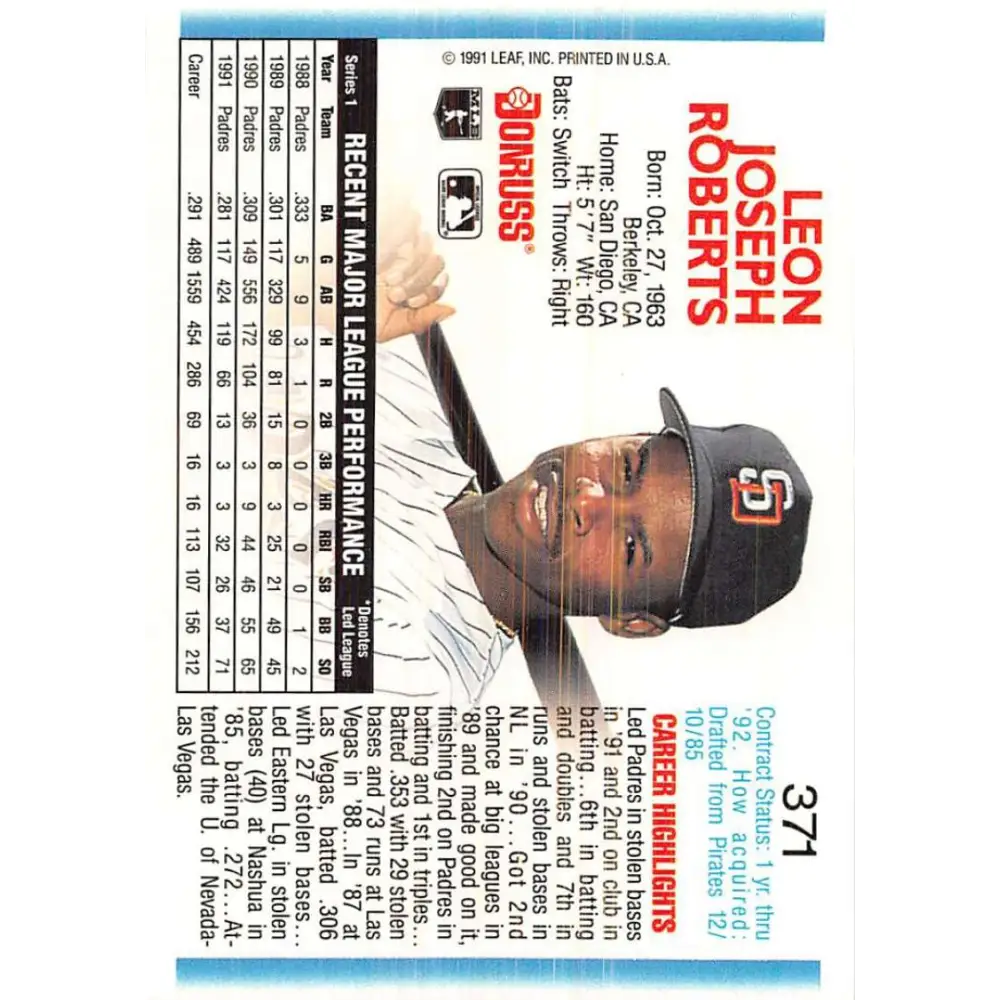 LEON
JOSEPH
ROBERTS
Born: Oct. 27, 1963
Berkeley, CA
Home: San Diego, CA
Ht: 5'7" Wt: 160
Bats: Switch Throws: Right
DONRUSS®
MLB
© 1991 LEAF, INC. PRINTED IN U.S.A.
SD
371
Contract Status: 1 yr. thru
'92. How acquired:
Drafted from Pirates 12/
10/85
CAREER HIGHLIGHTS
Led Padres in stolen bases
in '91 and 2nd on club in
batting...6th in batting
and doubles and 7th in
runs and stolen bases in
NL in '90...Got 2nd
chance at big leagues in
'89 and made good on it,
finishing 2nd on Padres in
batting and 1st in triples...
Batted .353 with 29 stolen
bases and 73 runs at Las
Vegas in '88...In '87 at
Las Vegas, batted .306
with 27 stolen bases...
Led Eastern Lg. in stolen
bases (40) at Nashua in
'85, batting .272...At-
tended the U. of Nevada-
Las Vegas.
Series 1 RECENT MAJOR LEAGUE PERFORMANCE *Denotes
Led League
Year Team BA G AB H R 2B 3B HR RBI SB BB SO
1988 Padres .333 5 9 3 1 0 0 0 0 0 1 2
1989 Padres .301 117 329 99 81 15 8 3 25 21 49 45
1990 Padres .309 149 556 172 104 36 3 9 44 46 55 65
1991 Padres .281 117 424 119 66 13 3 3 32 26 37 71
Career .291 489 1559 454 286 69 16 16 113 107 156 212